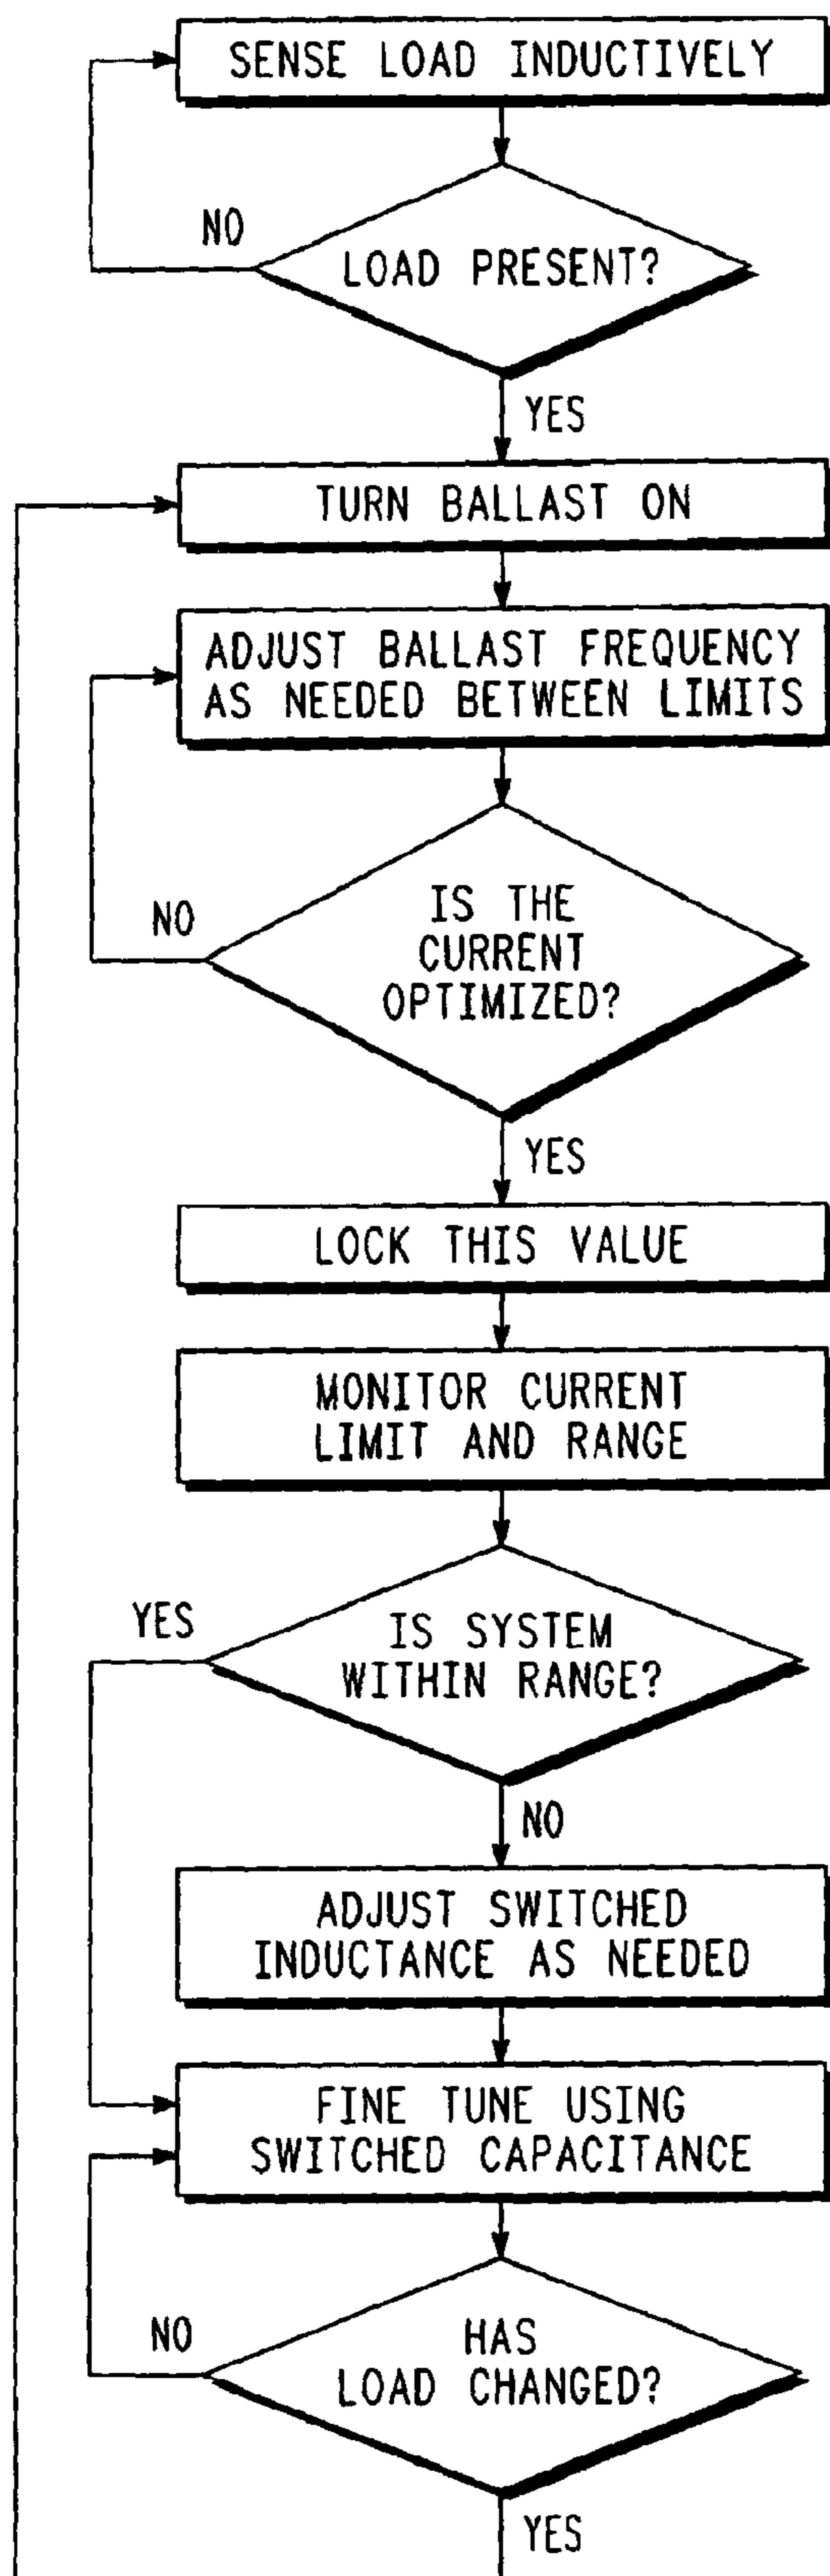 SENSE LOAD INDUCTIVELY
NO
LOAD PRESENT?
YES
TURN BALLAST ON
ADJUST BALLAST FREQUENCY
AS NEEDED BETWEEN LIMITS
NO
IS THE
CURRENT
OPTIMIZED?
YES
LOCK THIS VALUE
MONITOR CURRENT
LIMIT AND RANGE
YES
IS SYSTEM
WITHIN RANGE?
NO
ADJUST SWITCHED
INDUCTANCE AS NEEDED
FINE TUNE USING
SWITCHED CAPACITANCE
NO
HAS
LOAD CHANGED?
YES